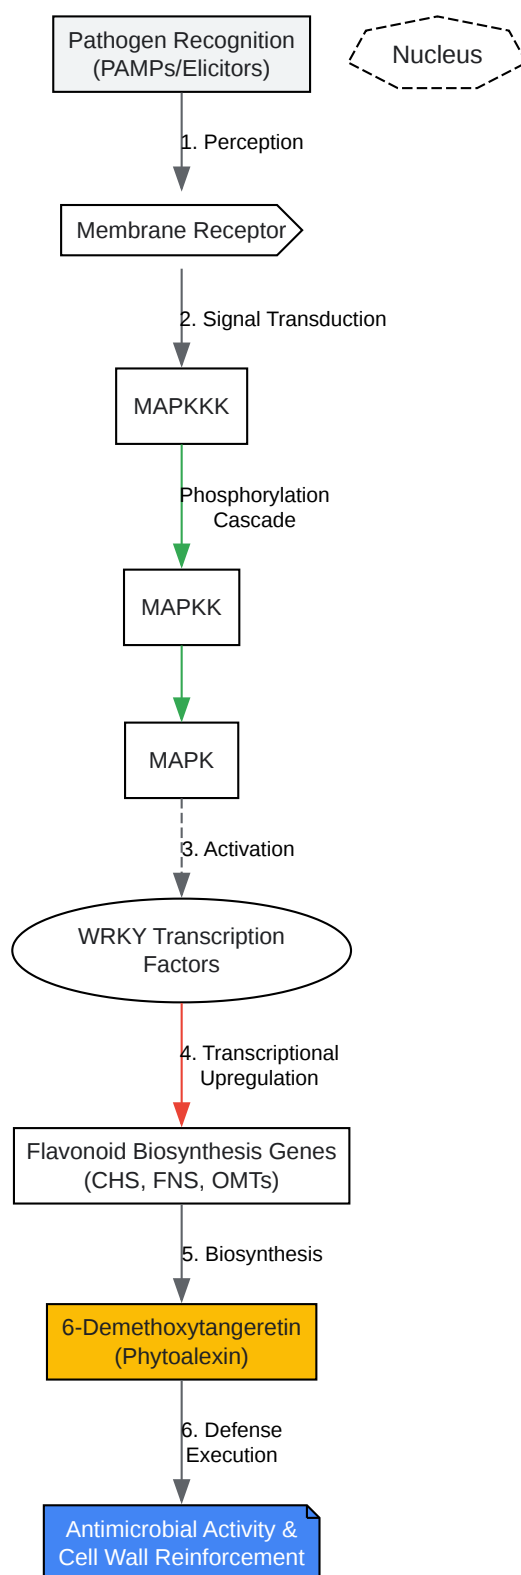 Pathogen Recognition
(PAMPs/Elicitors)
Nucleus
1. Perception
Membrane Receptor
2. Signal Transduction
MAPKKK
Phosphorylation
Cascade
MAPKK
MAPK
3. Activation
WRKY Transcription
Factors
4. Transcriptional
Upregulation
Flavonoid Biosynthesis Genes
(CHS, FNS, OMTs)
5. Biosynthesis
6-Demethoxytangeretin
(Phytoalexin)
6. Defense
Execution
Antimicrobial Activity &
Cell Wall Reinforcement